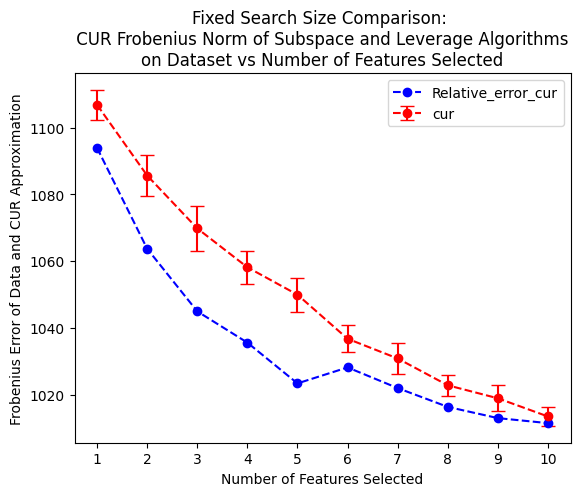 Fixed Search Size Comparison:
CUR Frobenius Norm of Subspace and Leverage Algorithms
on Dataset vs Number of Features Selected
Relative_error_cur
cur
Frobenius Error of Data and CUR Approximation
1100
1080
1060
1040
1020
1 2 3 4 5 6 7 8 9 10
Number of Features Selected